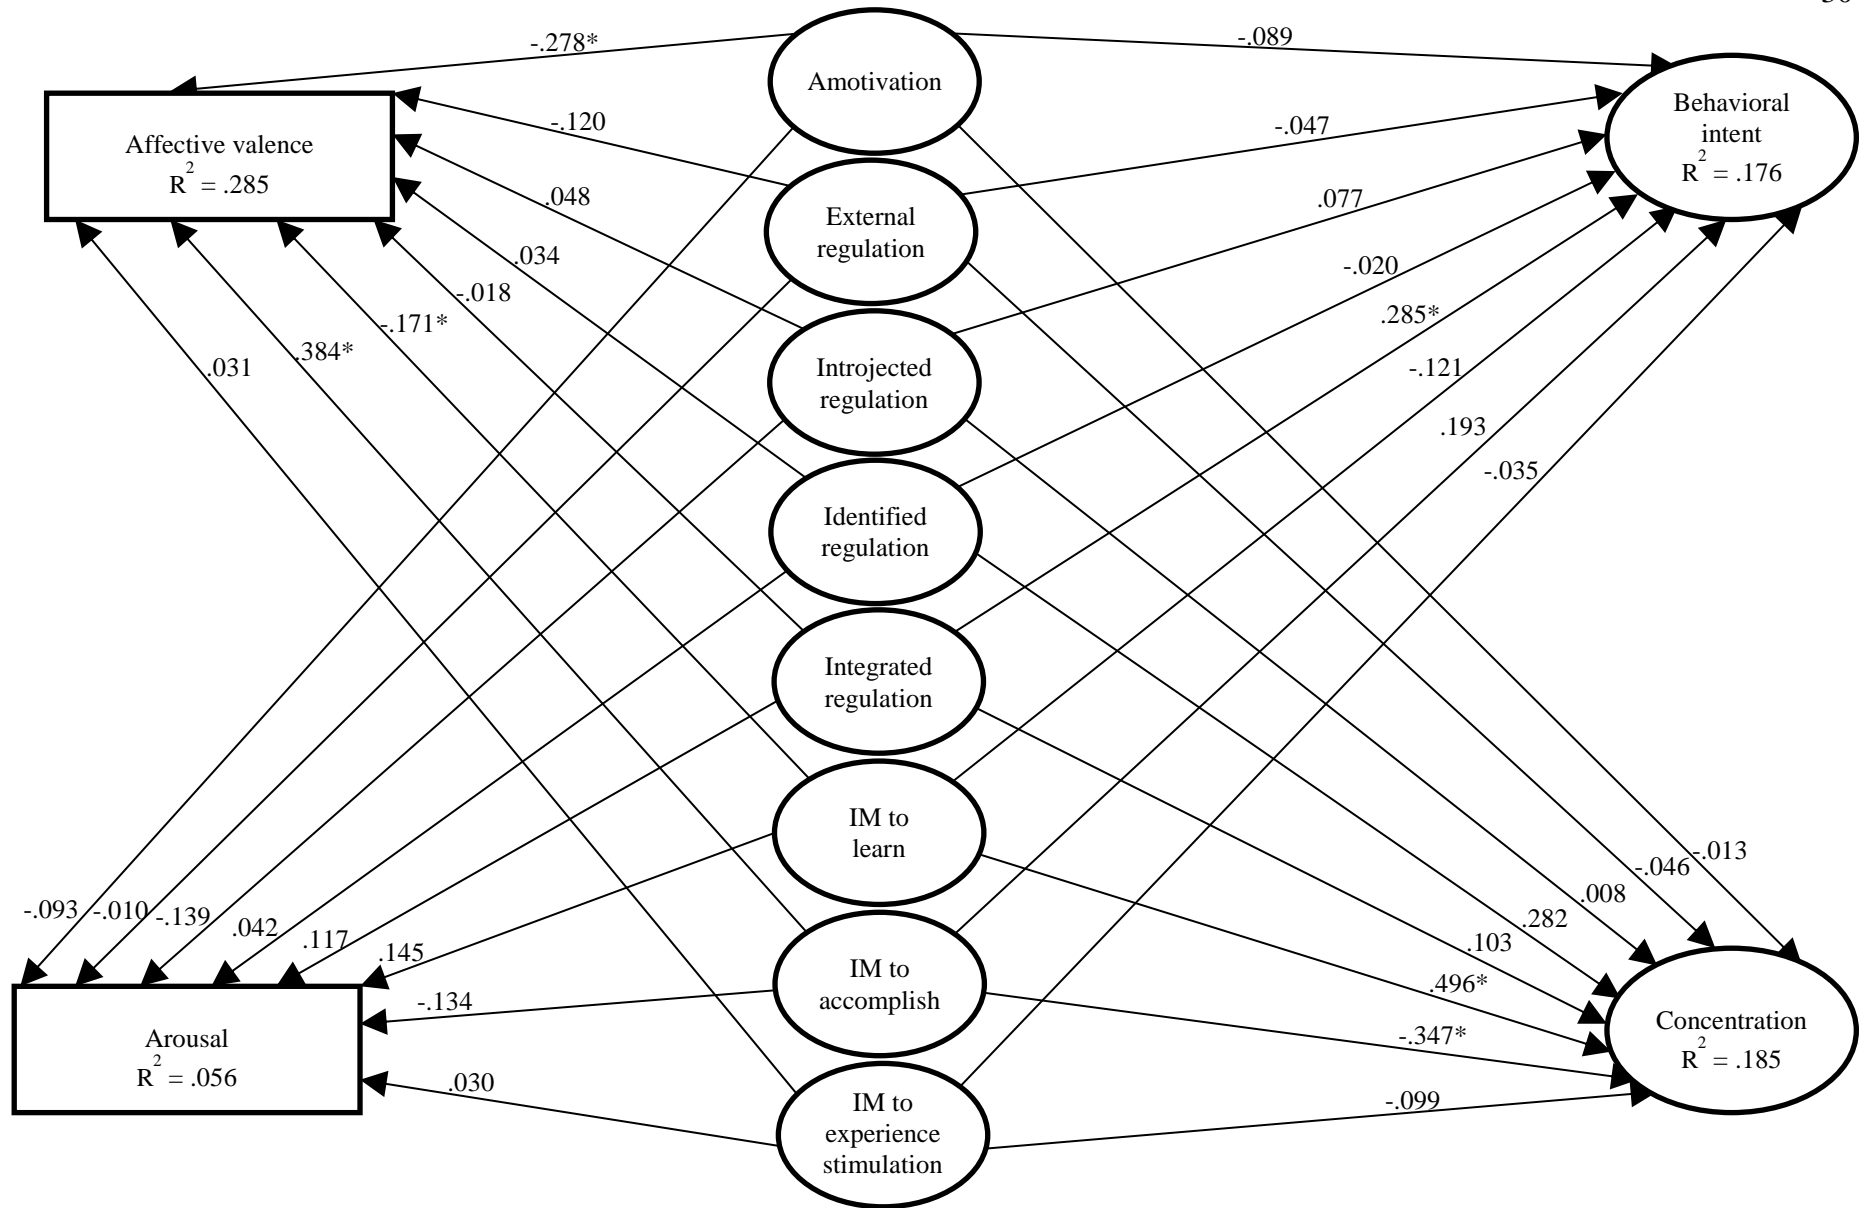 -.278*
Amotivation
-.089
Affective valence
R2 = .285
-.120
-.047
Behavioral
intent
R2 = .176
.048
External
regulation
.077
.034
-.020
-.018
.285*
-.171*
.384*
.031
Introjected
regulation
-.121
.193
-.035
Identified
regulation
Integrated
regulation
IM to
learn
-.093
-.010
-.139
.042
.117
.145
-.013
-.046
.008
.282
.103
.496*
IM to
accomplish
-.134
-.347*
Arousal
R2 = .056
Concentration
R2 = .185
.030
-.099
IM to
experience
stimulation